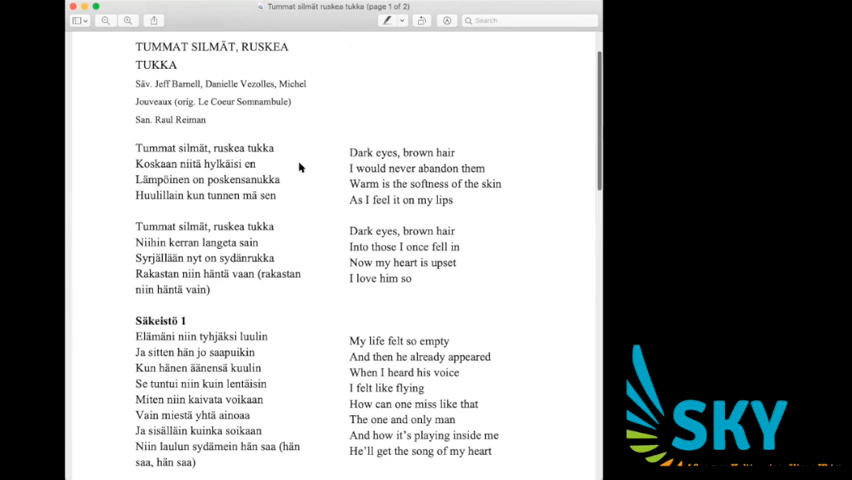 Tummat silmät ruskea tukka (page 1 of 2)
Search
TUMMAT SILMÄT, RUSKEA
TUKKA
Säv. Jeff Barnell, Danielle Vezolles, Michel
Jouveaux (orig. Le Coeur Somnambule)
San. Raul Reiman
Tummat silmät, ruskea tukka
Koskaan niitä hylkäisi en
Lämpöinen on poskensanukka
Huulillain kun tunnen mä sen
Dark eyes, brown hair
I would never abandon them
Warm is the softness of the skin
As I feel it on my lips
Tummat silmät, ruskea tukka
Niihin kerran langeta sain
Syrjällään nyt on sydänrukka
Rakastan niin häntä vaan (rakastan
niin häntä vain)
Dark eyes, brown hair
Into those I once fell in
Now my heart is upset
I love him so
Säkeistö 1
Elämäni niin tyhjäksi luulin
Ja sitten hän jo saapuikin
Kun hänen äänensä kuulin
Se tuntui niin kuin lentäisin
Miten niin kaivata voikaan
Vain miestä yhtä ainoaa
Ja sisälläin kuinka soikaan
Niin laulun sydämein hän saa (hän
saa, hän saa)
My life felt so empty
And then he already appeared
When I heard his voice
I felt like flying
How can one miss like that
The one and only man
And how it's playing inside me
He'll get the song of my heart
SKY